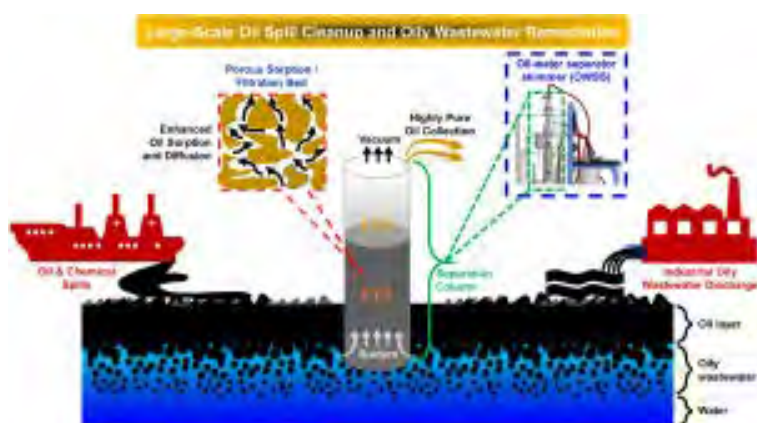 Large-Scale Oil Spill Cleanup and Oily Wastewater Remediation
Porous Sorption /
Filtration Bed
Oil-water separator
skimmer (OWSS)
Enhanced
Oil Sorption
and Diffusion
Vacuum
Highly Pure
Oil Collection
Oil & Chemical
Spills
Separation
Column
Industrial Oily
Wastewater Discharge
Oil layer
Oily
wastewater
Water